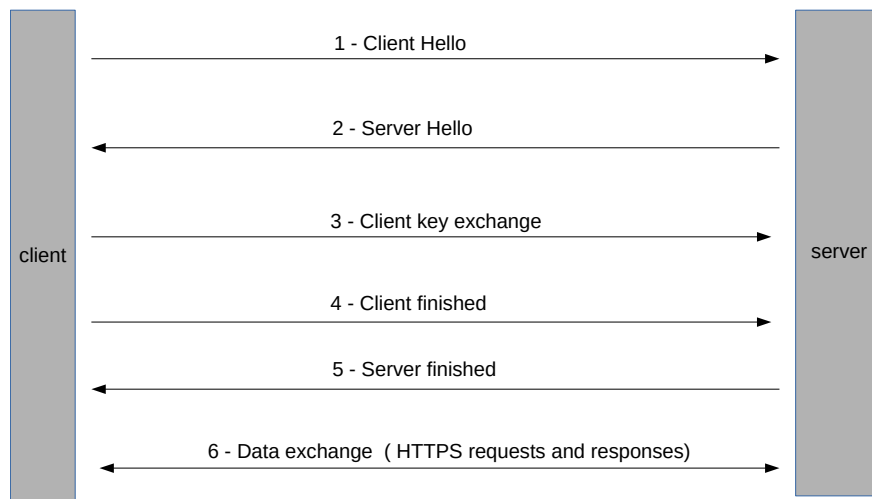 1 - Client Hello
2 - Server Hello
3 - Client key exchange
client
server
4 - Client finished
5 - Server finished
6 - Data exchange  ( HTTPS requests and responses)